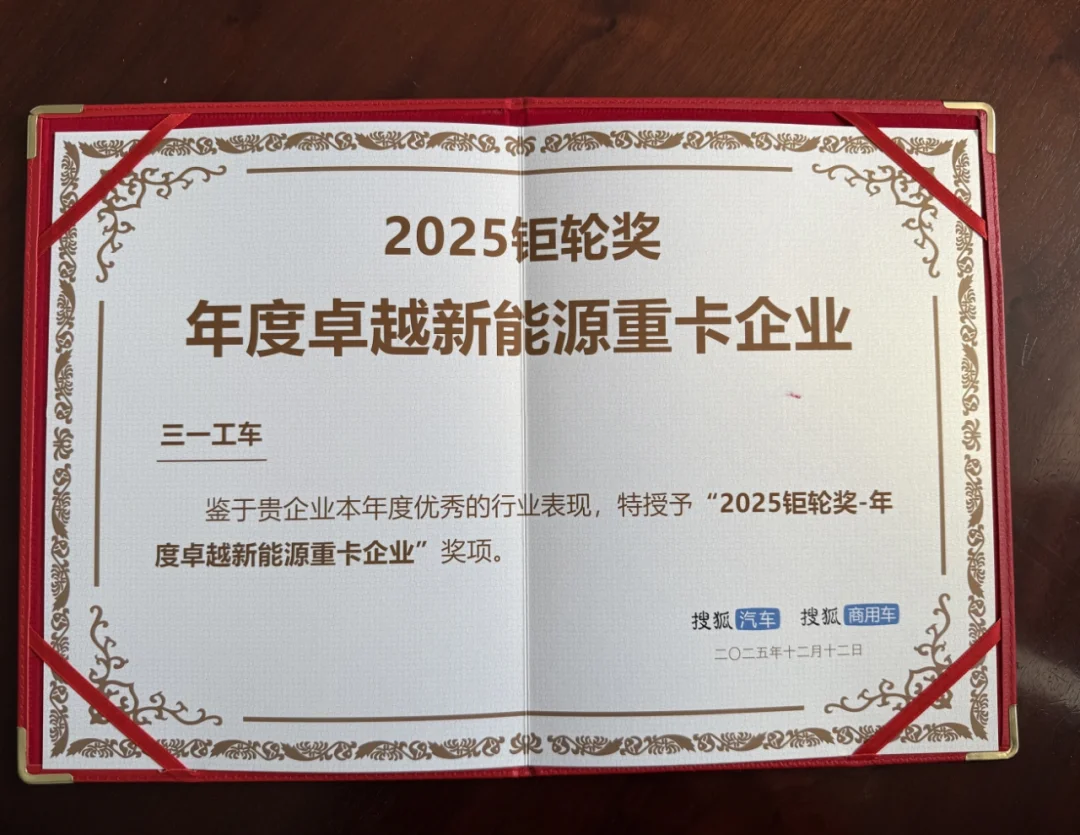 2025钜轮奖
年度卓越新能源重卡企业
三一工车
鉴于贵企业本年度优秀的行业表现，特授予“2025钜轮奖-年
度卓越新能源重卡企业”奖项。
搜狐 汽车 搜狐 商用车
二〇二五年十二月十二日